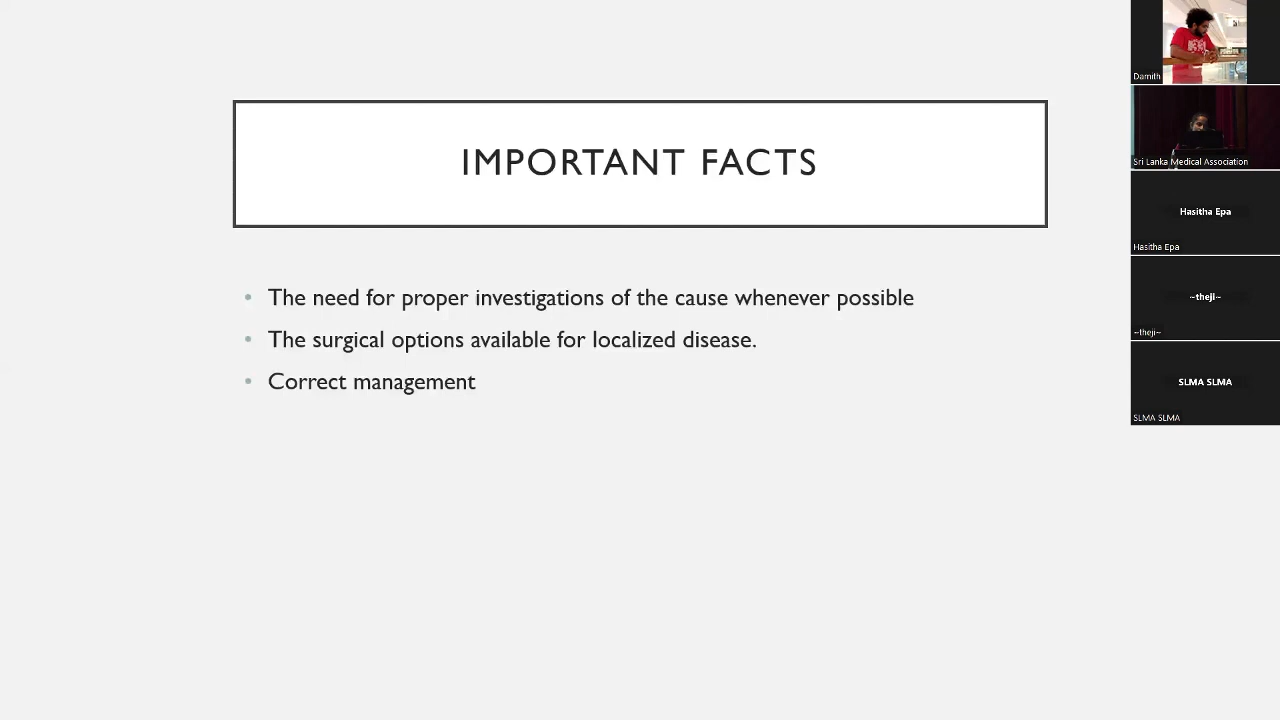 IMPORTANT FACTS
• The need for proper investigations of the cause whenever possible
• The surgical options available for localized disease.
• Correct management
Damith
Sri Lanka Medical Association
Hasitha Epa
Hasitha Epa
~theji~
~theji~
SLMA SLMA
SLMA SLMA